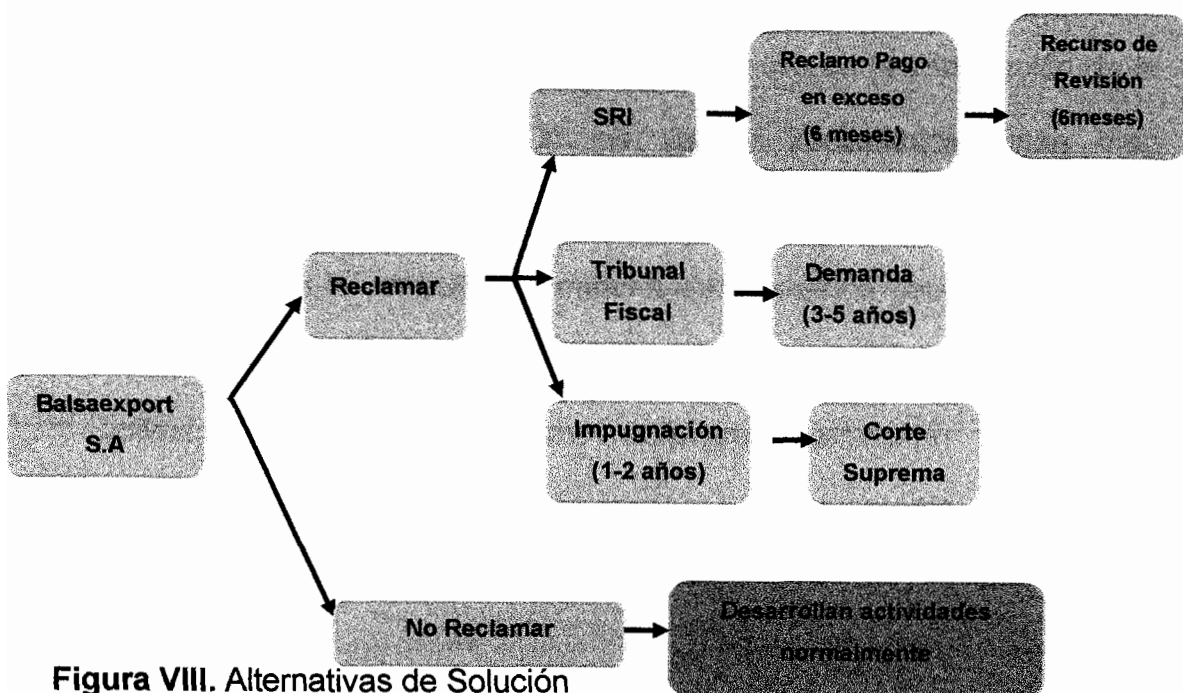 SRI
Reclamo Pago
en exceso
(6 meses)
Recurso de
Revisión
(6meses)
Reclamar
Tribunal
Fiscal
Demanda
(3-5 años)
Balsaexport
S.A
Impugnación
(1-2 años)
Corte
Suprema
No Reclamar
Desarrollan actividades
normalmente
Figura VIII. Alternativas de Solución